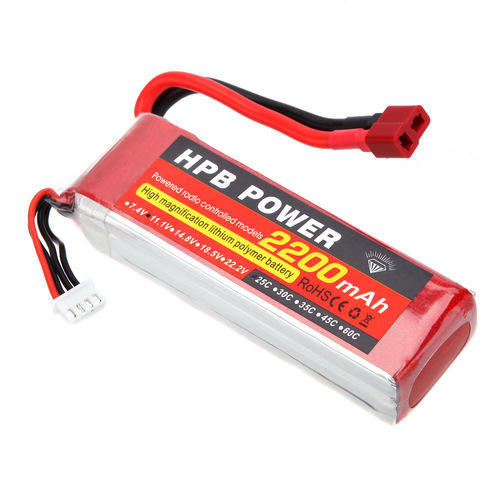 HPB POWER
Powered radio controlled models
High magnification lithium polymer battery
•7.4V•11.1V•14.8V•18.5V•22.2V
2200mAh
RoHS CE
25C•30C•35C•45C•60C